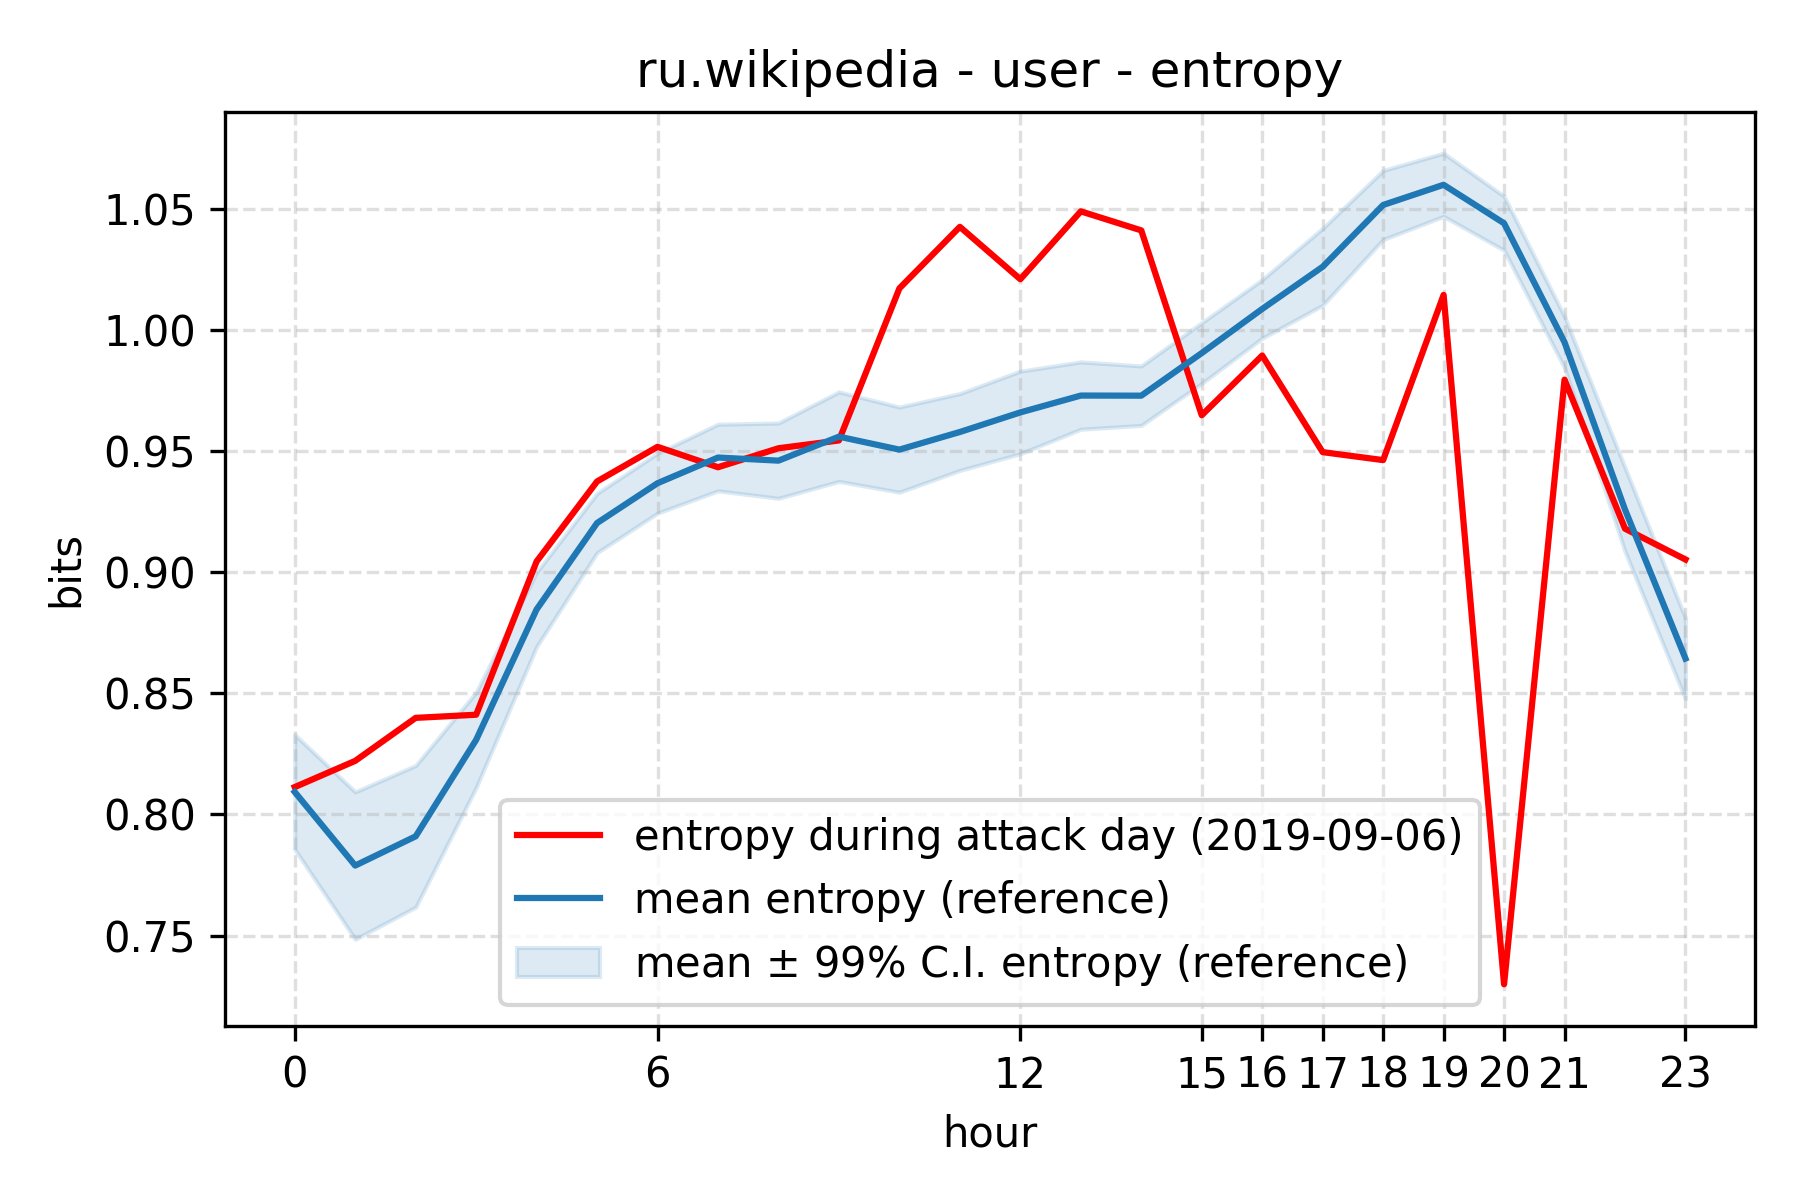 ru.wikipedia - user - entropy
bits
1.05
1.00
0.95
0.90
0.85
0.80
0.75
entropy during attack day (2019-09-06)
mean entropy (reference)
mean ± 99% C.I. entropy (reference)
0 6 12 15 16 17 18 19 20 21 23
hour